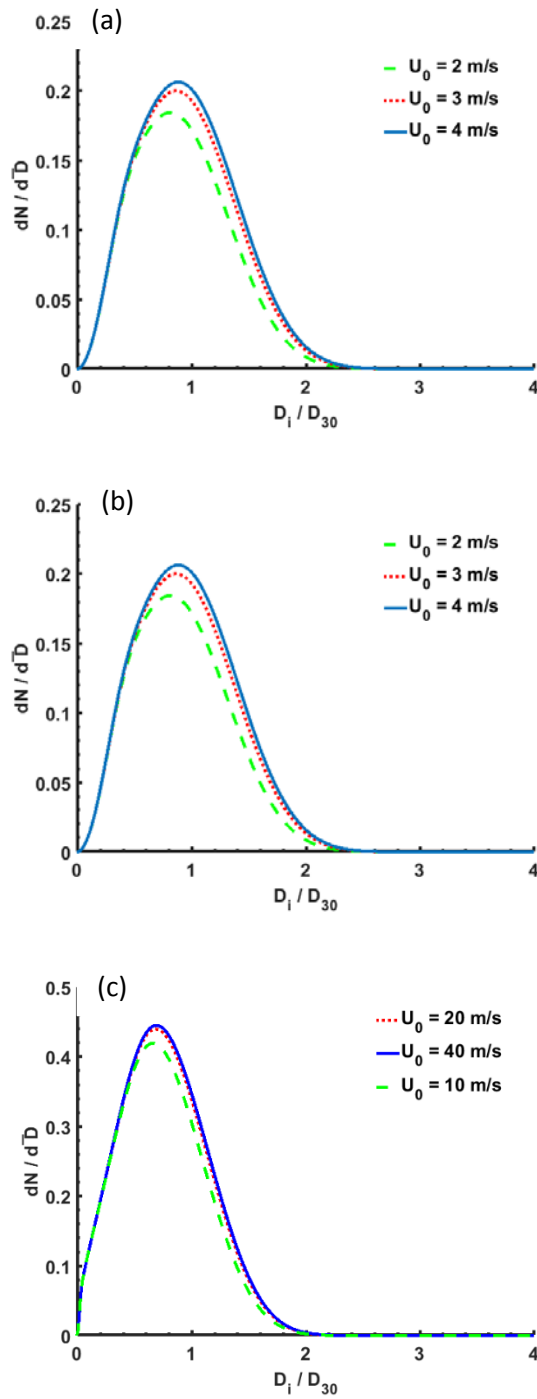 (a)
0.25
0.2
0.15
0.1
0.05
0
dN / dD̅
U₀ = 2 m/s
U₀ = 3 m/s
U₀ = 4 m/s
0 1 2 3 4
Dᵢ / D₃₀
(b)
0.25
0.2
0.15
0.1
0.05
0
dN / dD̅
U₀ = 2 m/s
U₀ = 3 m/s
U₀ = 4 m/s
0 1 2 3 4
Dᵢ / D₃₀
(c)
0.5
0.4
0.3
0.2
0.1
0
dN / dD̅
U₀ = 20 m/s
U₀ = 40 m/s
U₀ = 10 m/s
0 1 2 3 4
Dᵢ / D₃₀